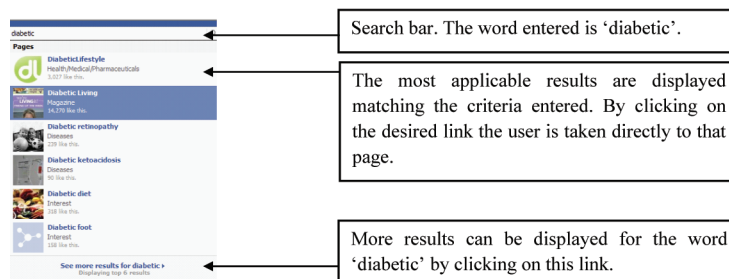 diabetic
Pages
DiabeticLifestyle
Health/Medical/Pharmaceuticals
3,027 like this.
Diabetic Living
Magazine
34,270 like this.
Diabetic retinopathy
Diseases
239 like this.
Diabetic ketoacidosis
Diseases
90 like this.
Diabetic diet
Interest
318 like this.
Diabetic foot
Interest
118 like this.
See more results for diabetic
Displaying top 6 results
Search bar. The word entered is ‘diabetic’.
The most applicable results are displayed
matching the criteria entered. By clicking on
the desired link the user is taken directly to that
page.
More results can be displayed for the word
‘diabetic’ by clicking on this link.